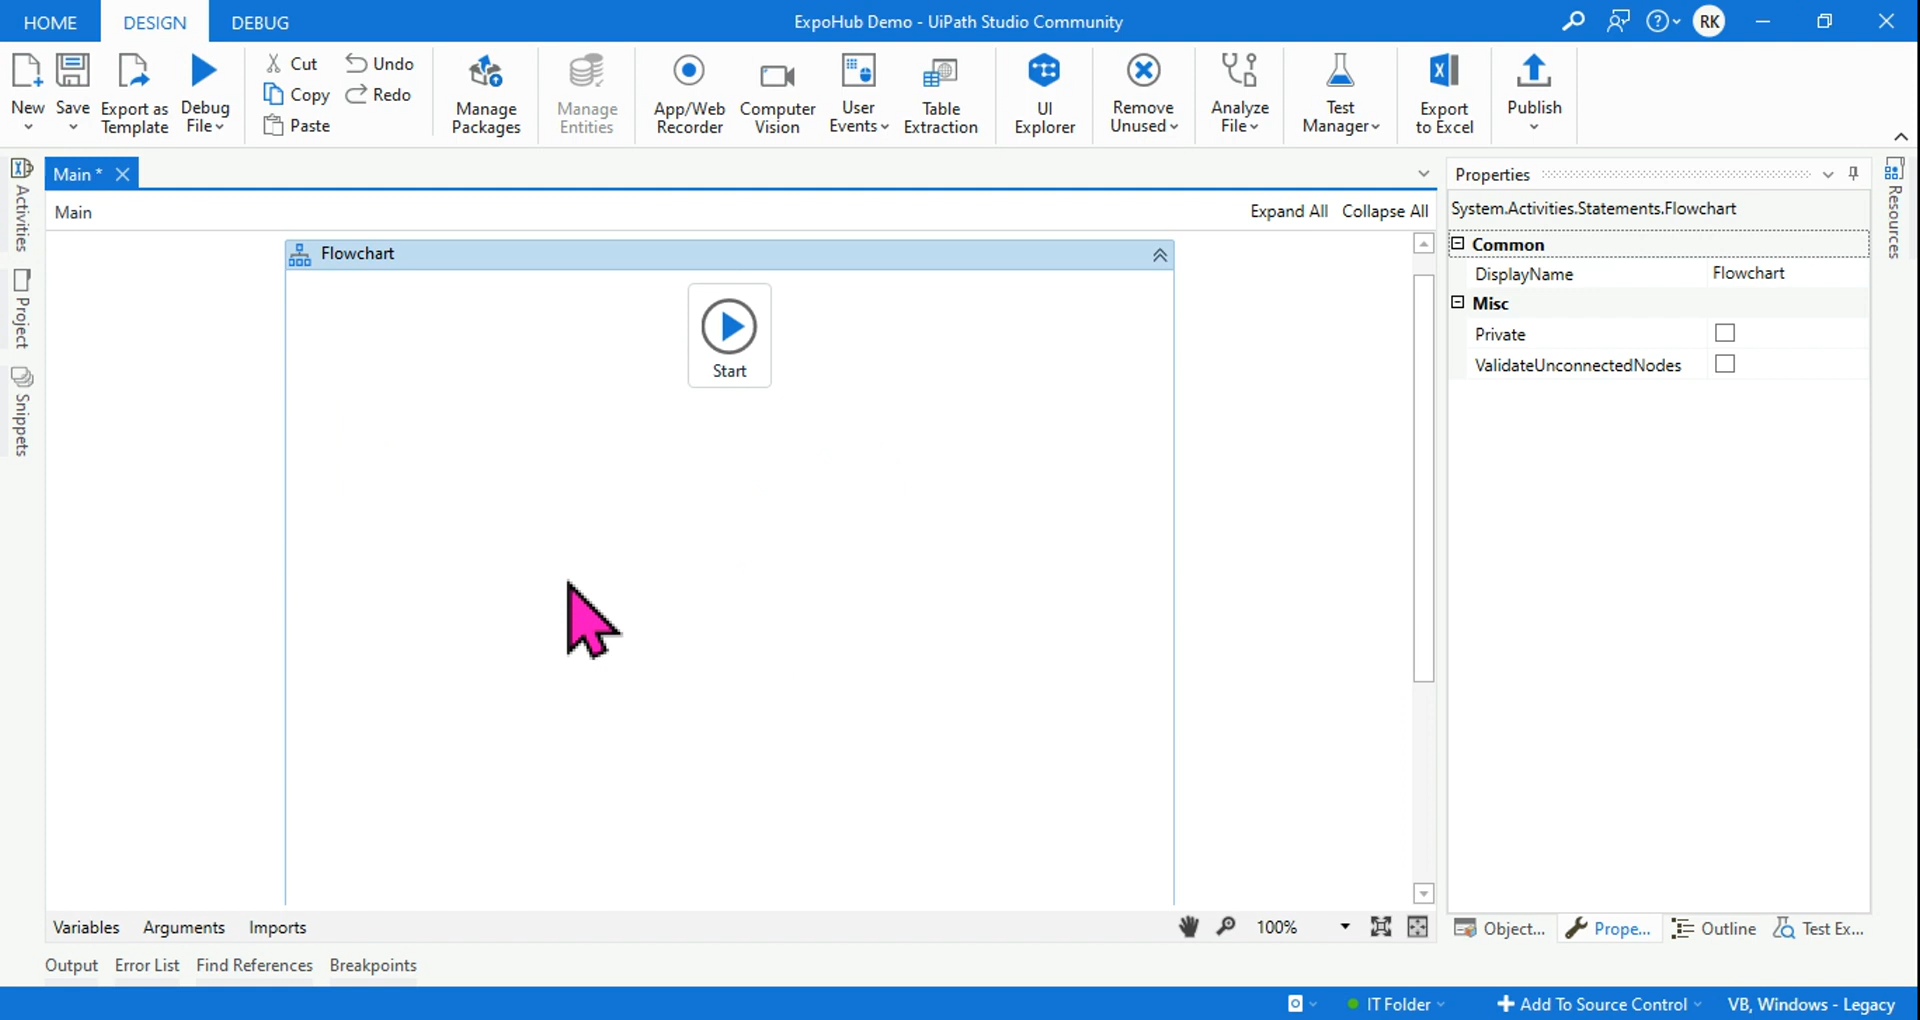 HOME DESIGN DEBUG ExpoHub Demo - UiPath Studio Community RK
New Save Export as Template Debug File
Cut Undo
Copy Redo
Paste
Manage Packages Manage Entities App/Web Recorder Computer Vision User Events Table Extraction UI Explorer Remove Unused Analyze File Test Manager Export to Excel Publish
Activities
Project
Snippets
Main *
Main Expand All Collapse All
Flowchart
Start
Properties
System.Activities.Statements.Flowchart
Common
DisplayName Flowchart
Misc
Private
ValidateUnconnectedNodes
Resources
Variables Arguments Imports 100%
Object... Prope... Outline Test Ex...
Output Error List Find References Breakpoints
IT Folder Add To Source Control VB, Windows - Legacy